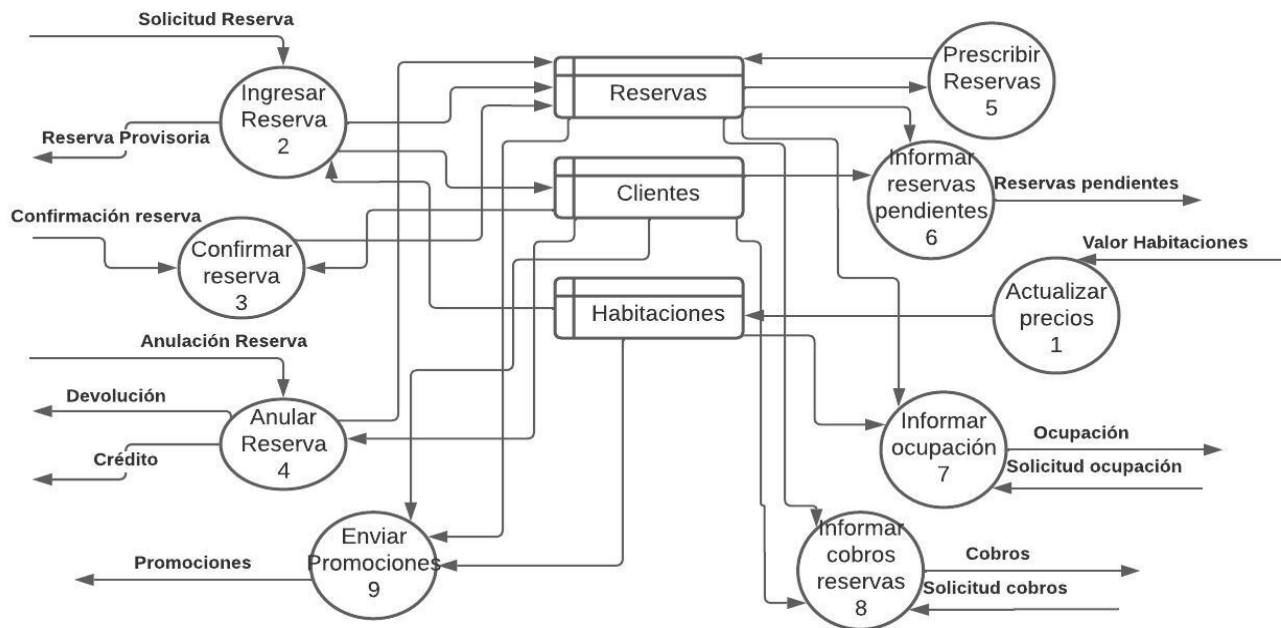 Solicitud Reserva
Ingresar
Reserva
2
Reserva Provisoria
Confirmación reserva
Confirmar
reserva
3
Anulación Reserva
Devolución
Anular
Reserva
4
Crédito
Enviar
Promociones
9
Promociones
Reservas
Clientes
Habitaciones
Prescribir
Reservas
5
Informar
reservas
pendientes
6
Reservas pendientes
Valor Habitaciones
Actualizar
precios
1
Informar
ocupación
7
Ocupación
Solicitud ocupación
Informar
cobros
reservas
8
Cobros
Solicitud cobros